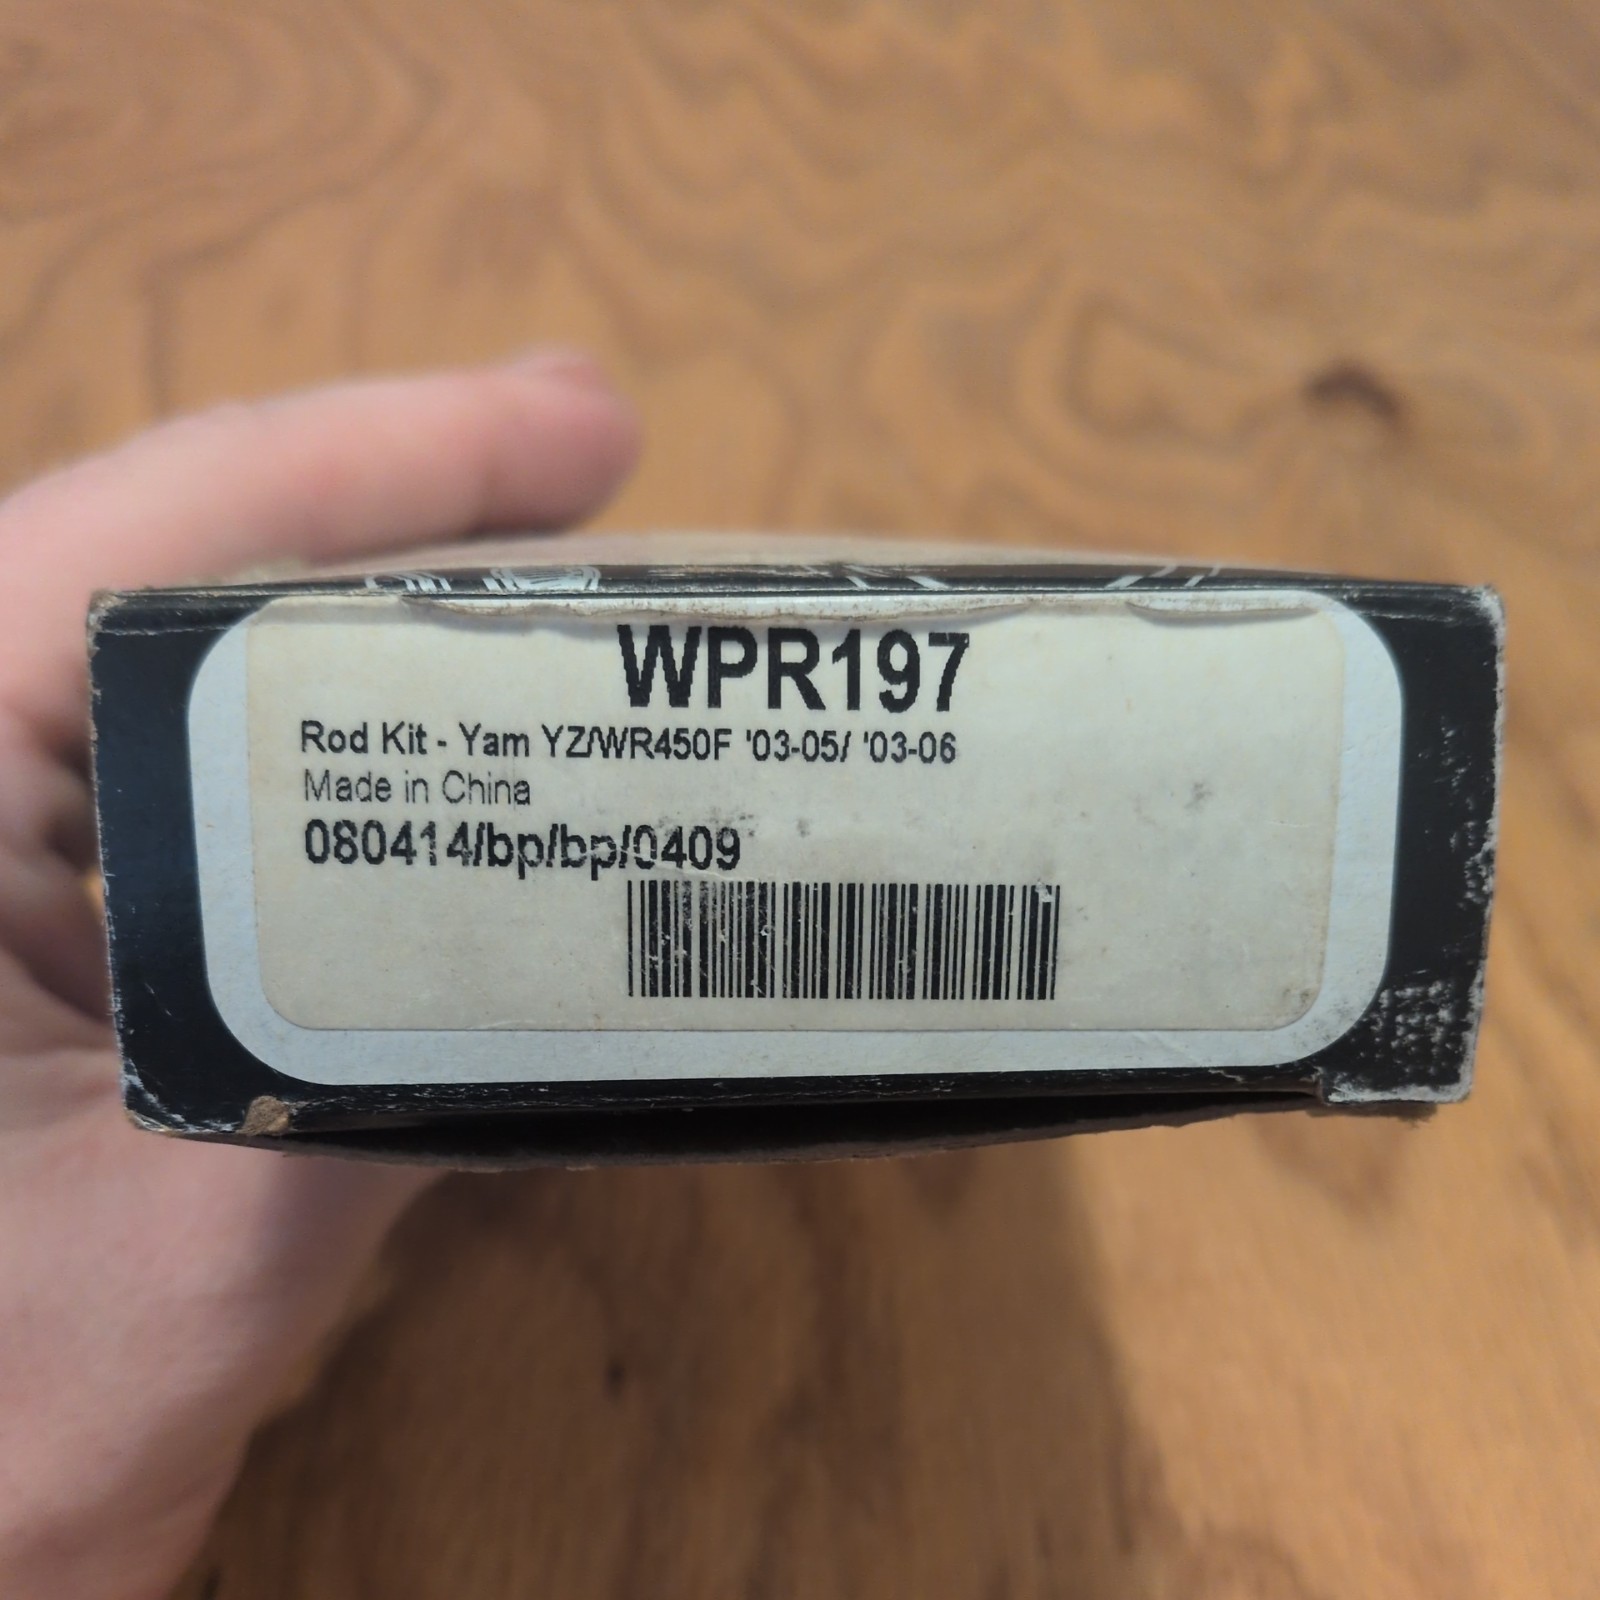 WPR197
Rod Kit - Yam YZ/WR450F '03-05/ '03-06
Made in China
080414/bp/bp/0409